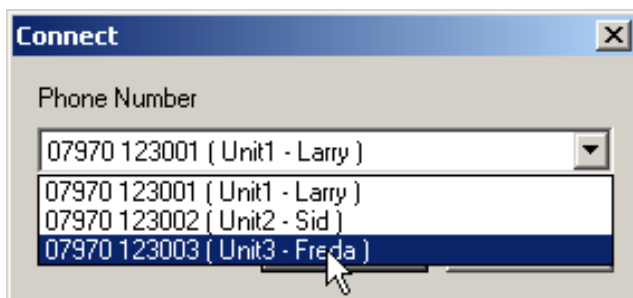 Connect
Phone Number
07970 123001 ( Unit1 - Larry )
07970 123001 ( Unit1 - Larry )
07970 123002 ( Unit2 - Sid )
07970 123003 ( Unit3 - Freda )